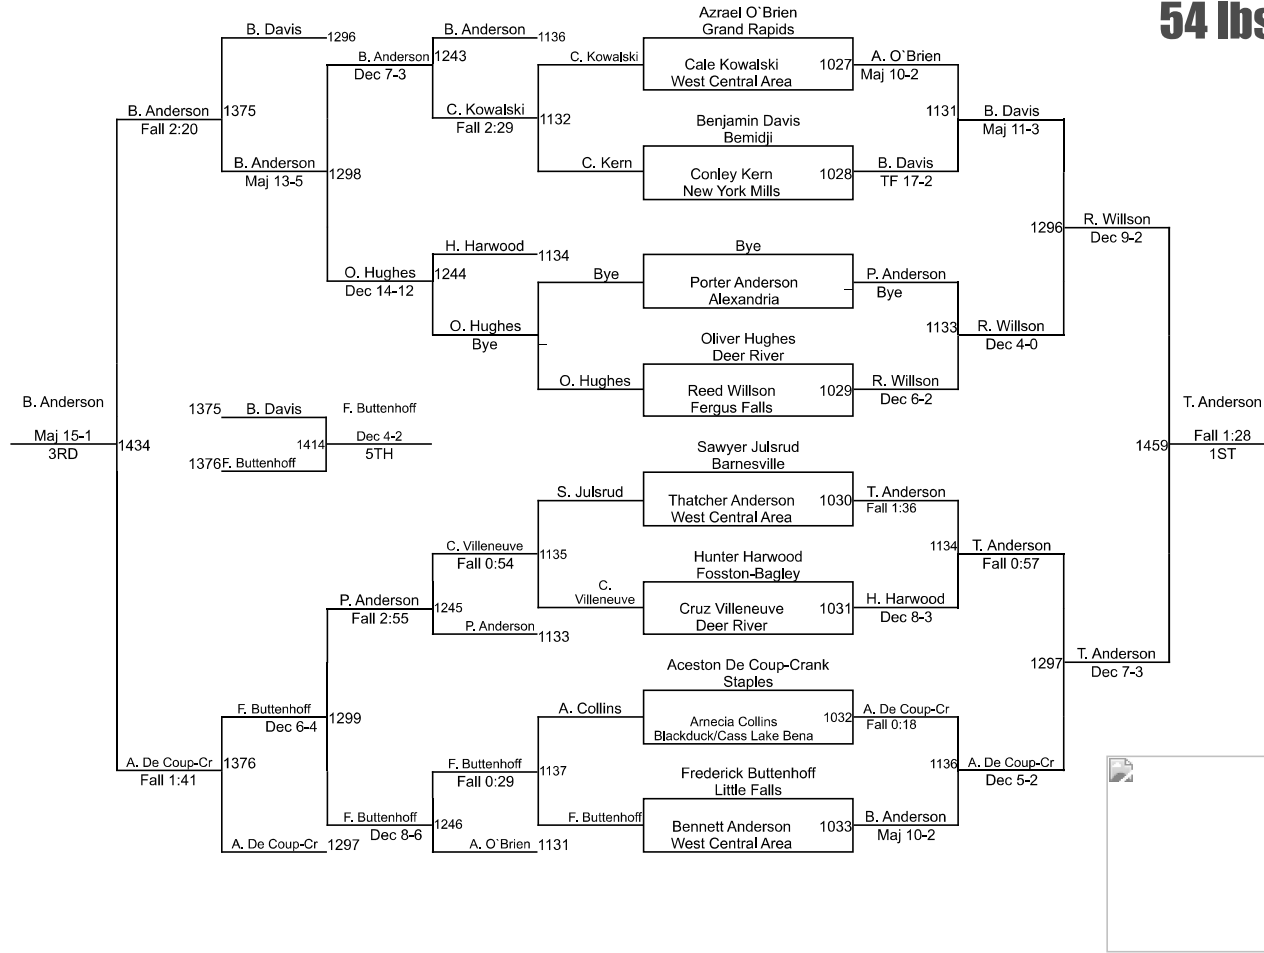 54 lbs
Azrael O`Brien
Grand Rapids
B. Davis
1296
B. Anderson
1136
C. Kowalski
Cale Kowalski
West Central Area
1027
A. O`Brien
Maj 10-2
B. Anderson
Dec 7-3
1243
B. Anderson
Fall 2:20
1375
C. Kowalski
Fall 2:29
1132
Benjamin Davis
Bemidji
1131
B. Davis
Maj 11-3
B. Anderson
Maj 13-5
1298
C. Kern
Conley Kern
New York Mills
1028
B. Davis
TF 17-2
1296
R. Willson
Dec 9-2
H. Harwood
1134
Bye
O. Hughes
Dec 14-12
1244
Bye
Porter Anderson
Alexandria
P. Anderson
Bye
O. Hughes
Bye
Oliver Hughes
Deer River
1133
R. Willson
Dec 4-0
O. Hughes
Reed Willson
Fergus Falls
1029
R. Willson
Dec 6-2
B. Anderson
Maj 15-1
3RD
1434
1375
B. Davis
1376
F. Buttenhoff
1414
F. Buttenhoff
Dec 4-2
5TH
1459
T. Anderson
Fall 1:28
1ST
Sawyer Julsrud
Barnesville
S. Julsrud
Thatcher Anderson
West Central Area
1030
T. Anderson
Fall 1:36
C. Villeneuve
Fall 0:54
1135
Hunter Harwood
Fosston-Bagley
1134
T. Anderson
Fall 0:57
P. Anderson
Fall 2:55
1245
C.
Villeneuve
Cruz Villeneuve
Deer River
1031
H. Harwood
Dec 8-3
P. Anderson
1133
Aceston De Coup-Crank
Staples
1297
T. Anderson
Dec 7-3
F. Buttenhoff
Dec 6-4
1299
A. Collins
Arnecia Collins
Blackduck/Cass Lake Bena
1032
A. De Coup-Cr
Fall 0:18
A. De Coup-Cr
Fall 1:41
1376
F. Buttenhoff
Fall 0:29
1137
Frederick Buttenhoff
Little Falls
1136
A. De Coup-Cr
Dec 5-2
F. Buttenhoff
Dec 8-6
1246
F. Buttenhoff
Bennett Anderson
West Central Area
1033
B. Anderson
Maj 10-2
A. De Coup-Cr
1297
A. O`Brien
1131